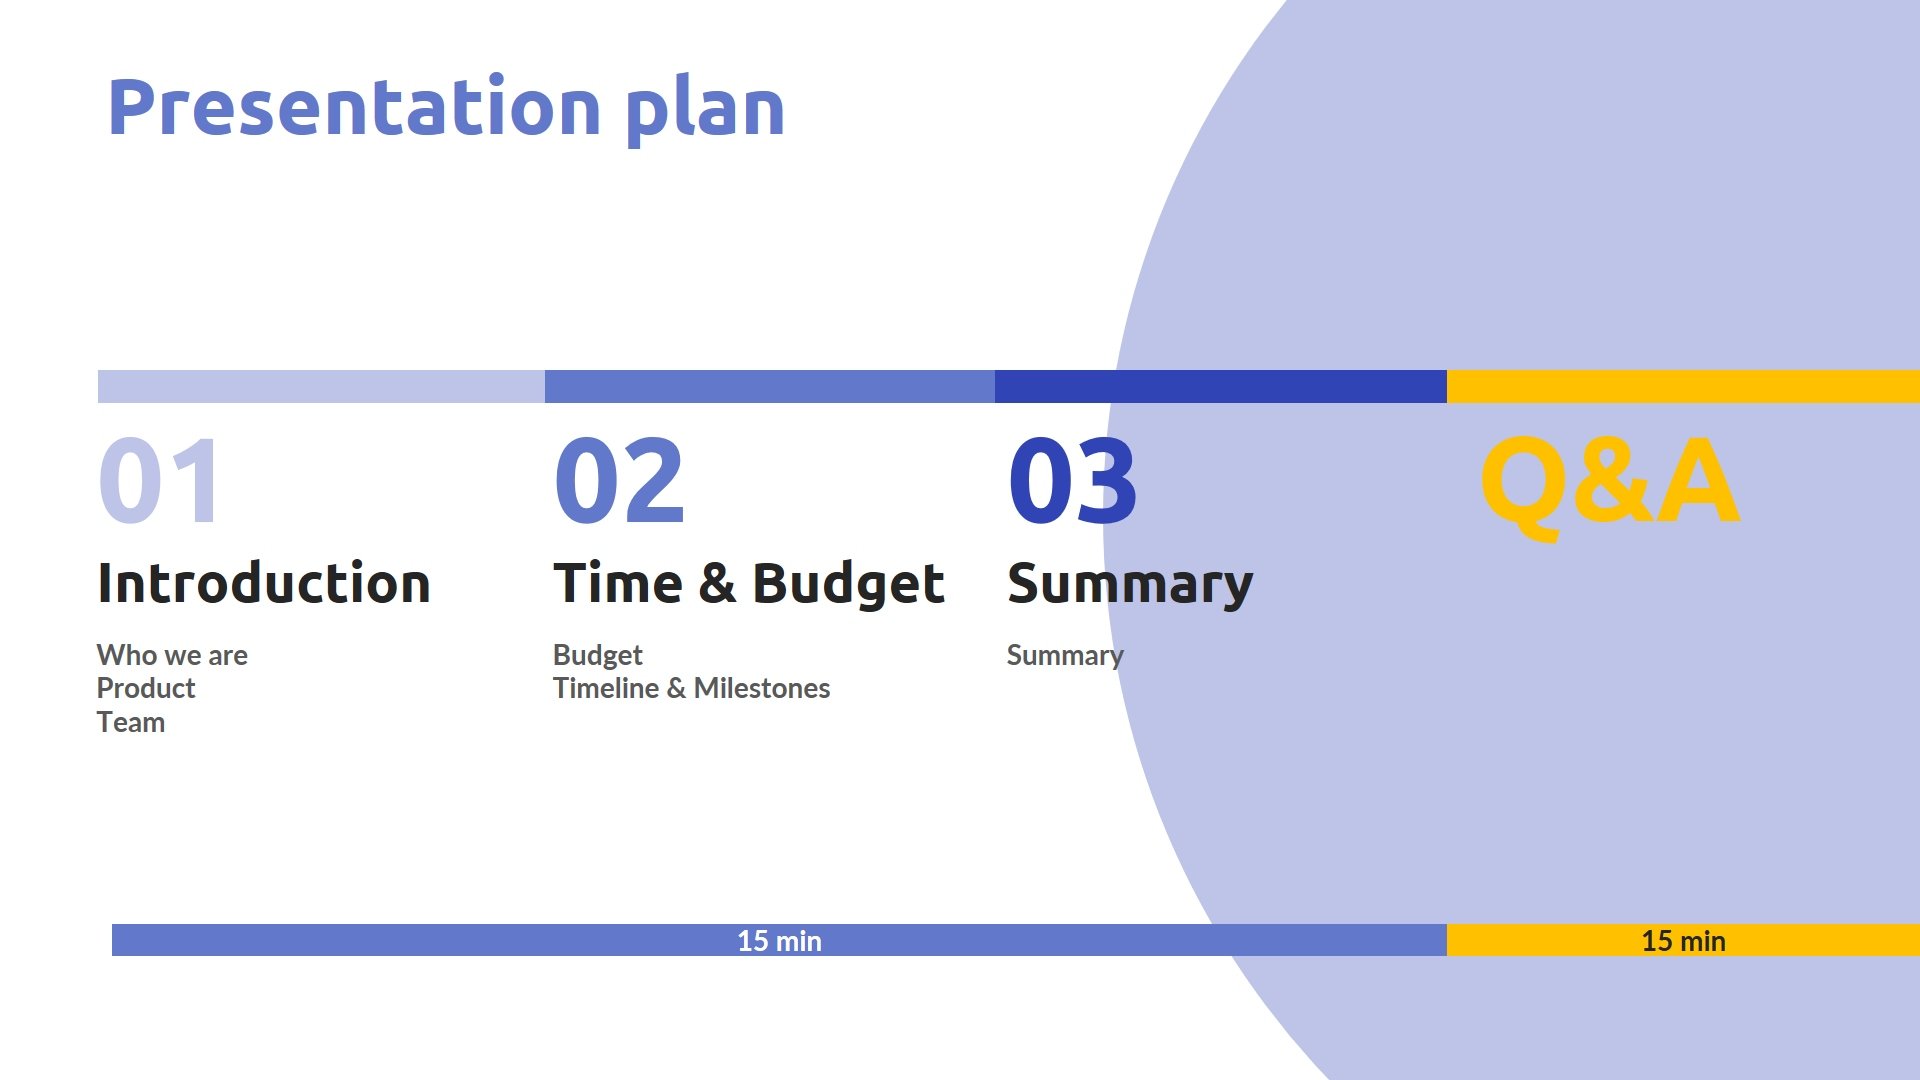 Presentation plan
01
Introduction
Who we are
Product
Team
02
Time & Budget
Budget
Timeline & Milestones
03
Summary
Summary
Q&A
15 min
15 min